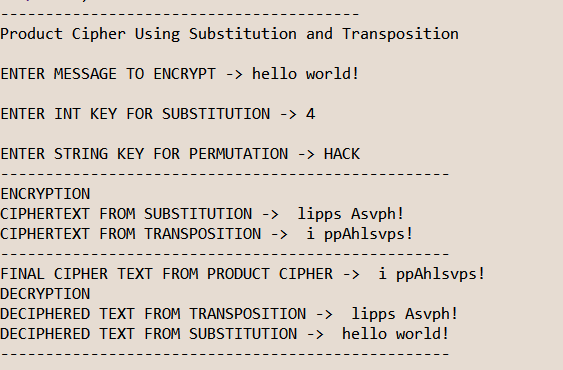 ----------------------------------------
Product Cipher Using Substitution and Transposition
ENTER MESSAGE TO ENCRYPT -> hello world!
ENTER INT KEY FOR SUBSTITUTION -> 4
ENTER STRING KEY FOR PERMUTATION -> HACK
--------------------------------------------------
ENCRYPTION
CIPHERTEXT FROM SUBSTITUTION ->  lipps Asvph!
CIPHERTEXT FROM TRANSPOSITION ->  i ppAhlsvps!
--------------------------------------------------
FINAL CIPHER TEXT FROM PRODUCT CIPHER ->  i ppAhlsvps!
DECRYPTION
DECIPHERED TEXT FROM TRANSPOSITION ->  lipps Asvph!
DECIPHERED TEXT FROM SUBSTITUTION ->  hello world!
--------------------------------------------------